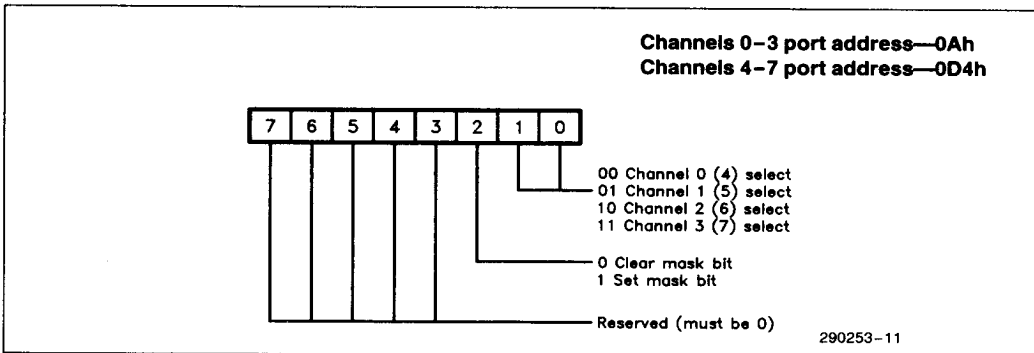 Channels 0–3 port address—0Ah
Channels 4–7 port address—0D4h
7 6 5 4 3 2 1 0
00 Channel 0 (4) select
01 Channel 1 (5) select
10 Channel 2 (6) select
11 Channel 3 (7) select
0 Clear mask bit
1 Set mask bit
Reserved (must be 0)
290253–11